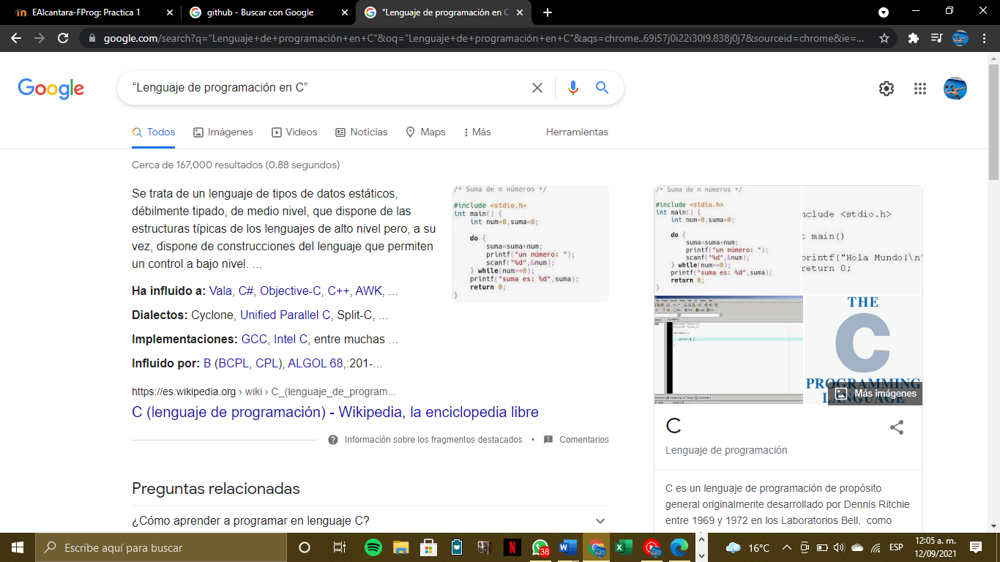 EAlcantara-FProg: Practica 1
github - Buscar con Google
“Lenguaje de programación en C
google.com/search?q=“Lenguaje+de+programación+en+C”&oq=“Lenguaje+de+programación+en+C”&aqs=chrome..69i57j0i22i30l9.838j0j7&sourceid=chrome&ie=...
Google
“Lenguaje de programación en C”
Todos
Imágenes
Videos
Noticias
Maps
Más
Herramientas
Cerca de 167,000 resultados (0.88 segundos)
Se trata de un lenguaje de tipos de datos estáticos,
débilmente tipado, de medio nivel, que dispone de las
estructuras típicas de los lenguajes de alto nivel pero, a su
vez, dispone de construcciones del lenguaje que permiten
un control a bajo nivel. ...
Ha influido a: Vala, C#, Objective-C, C++, AWK, ...
Dialectos: Cyclone, Unified Parallel C, Split-C, ...
Implementaciones: GCC, Intel C, entre muchas ...
Influido por: B (BCPL, CPL), ALGOL 68,:201-...
/* Suma de n números */
#include <stdio.h>
int main() {
int num=0,suma=0;
do {
suma=suma+num;
printf("un número: ");
scanf("%d",&num);
} while(num>=0);
printf("suma es: %d",suma);
return 0;
}
https://es.wikipedia.org › wiki › C_(lenguaje_de_program...
C (lenguaje de programación) - Wikipedia, la enciclopedia libre
Información sobre los fragmentos destacados • Comentarios
Preguntas relacionadas
¿Cómo aprender a programar en lenguaje C?
/* Suma de n números */
#include <stdio.h>
int main() {
int num=0,suma=0;
do {
suma=suma+num;
printf("un número: ");
scanf("%d",&num);
} while(num>=0);
printf("suma es: %d",suma);
return 0;
}
nclude <stdio.h>
t main()
printf("Hola Mundo!\n"
return 0;
THE
C
PROGRAMMING
LANGUAGE
Más imágenes
C
Lenguaje de programación
C es un lenguaje de programación de propósito
general originalmente desarrollado por Dennis Ritchie
entre 1969 y 1972 en los Laboratorios Bell, como
Escribe aquí para buscar
38
16°C
ESP
12:05 a. m.
12/09/2021